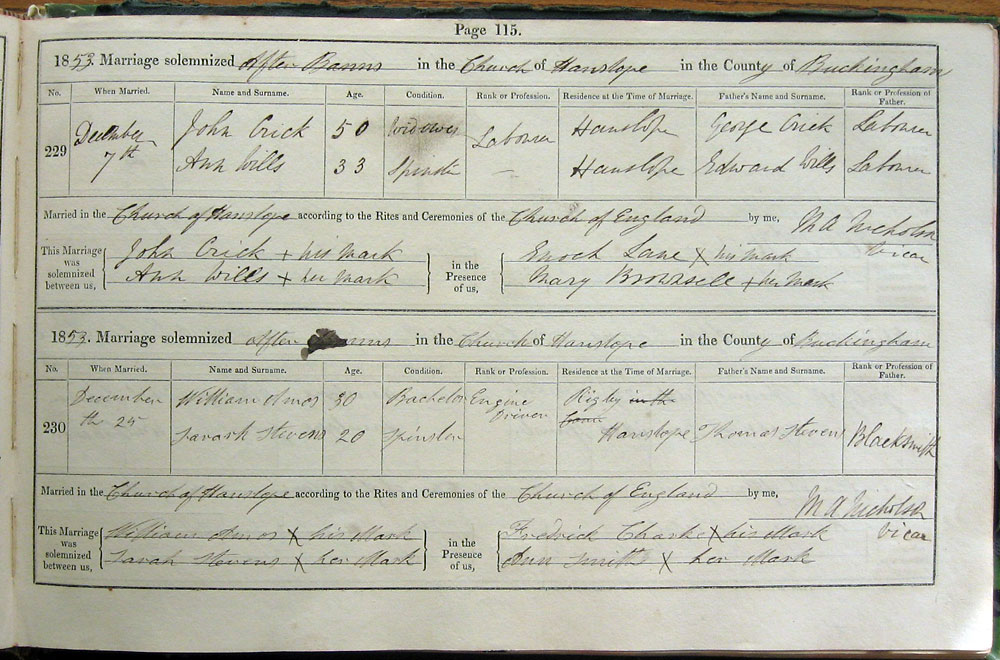 Page 115.
1853. Marriage solemnized after Banns in the Church of Hanslope in the County of Buckingham
No. When Married. Name and Surname. Age. Condition. Rank or Profession. Residence at the Time of Marriage. Father's Name and Surname. Rank or Profession of Father.
229 December 7th John Crick 50 Widower Labourer Hanslope George Crick Labourer
Ann Wills 33 Spinster — Hanslope Edward Wills Labourer
Married in the Church of Hanslope according to the Rites and Ceremonies of the Church of England by me, M A Nicholson
Vicar
This Marriage was solemnized between us, John Crick + his Mark in the Presence of us, Enoch Lane X his Mark
Ann Wills + her Mark Mary Brownsell + her Mark
1853. Marriage solemnized after Banns in the Church of Hanslope in the County of Buckingham
No. When Married. Name and Surname. Age. Condition. Rank or Profession. Residence at the Time of Marriage. Father's Name and Surname. Rank or Profession of Father.
230 December th 25 William Amos 30 Bachelor Engine Driver in the
Sarah Stevens 20 Spinster Hanslope Thomas Stevens Blacksmith
Married in the Church of Hanslope according to the Rites and Ceremonies of the Church of England by me, M A Nicholson
Vicar
This Marriage was solemnized between us, William Amos X his Mark in the Presence of us, Fredrick X his Mark
Sarah Stevens X her Mark Ann Smith X her Mark